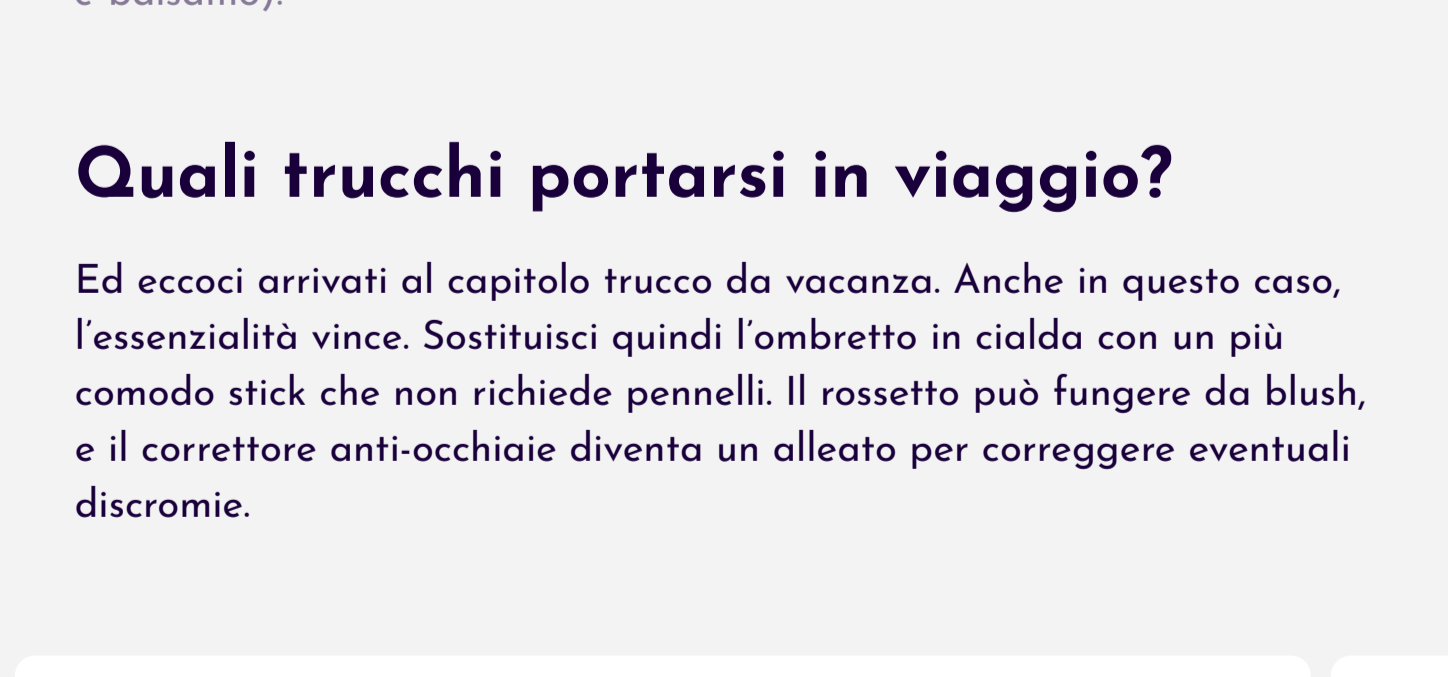 e balsamo).
Quali trucchi portarsi in viaggio?
Ed eccoci arrivati al capitolo trucco da vacanza. Anche in questo caso,
l’essenzialità vince. Sostituisci quindi l’ombretto in cialda con un più
comodo stick che non richiede pennelli. Il rossetto può fungere da blush,
e il correttore anti-occhiaie diventa un alleato per correggere eventuali
discromie.